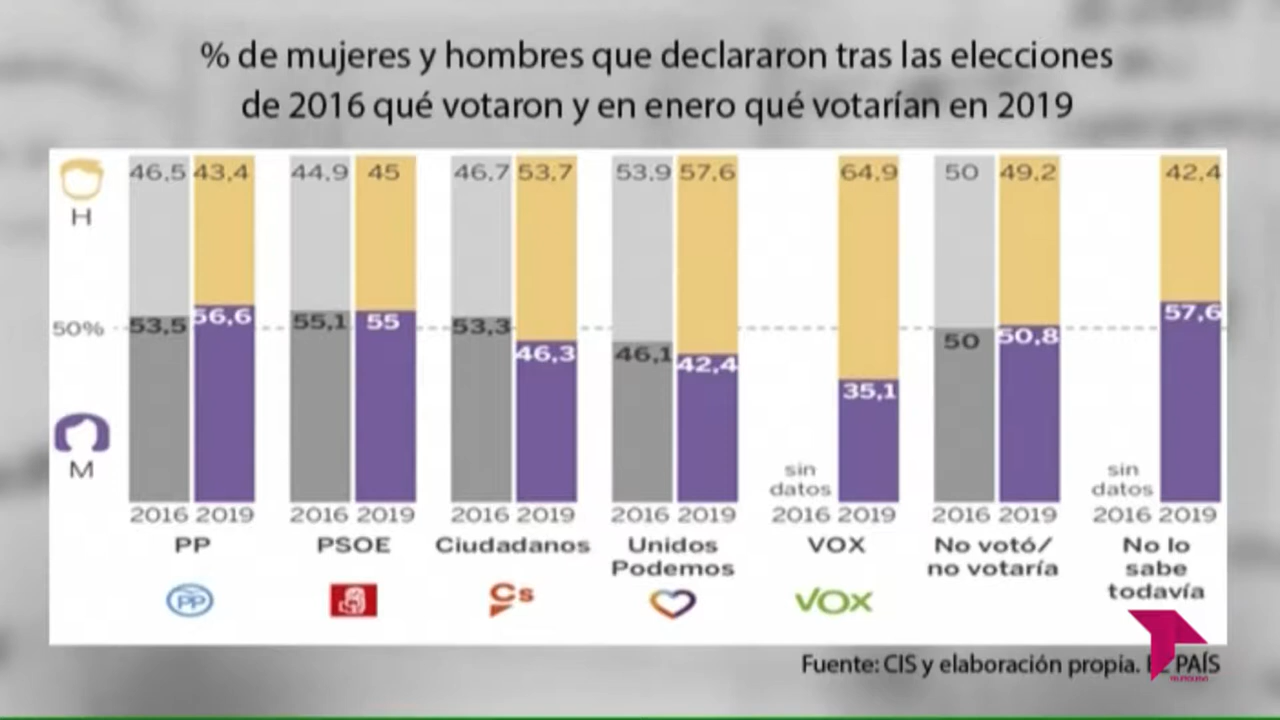 % de mujeres y hombres que declararon tras las elecciones
de 2016 qué votaron y en enero qué votarían en 2019
46,5 43,4 44,9 45 46,7 53,7 53,9 57,6 64,9 50 49,2 42,4
H
50% 53,5 56,6 55,1 55 53,3 46,3 46,1 42,4 35,1 50 50,8 57,6
M
sin datos
sin datos
2016 2019 2016 2019 2016 2019 2016 2019 2016 2019 2016 2019 2016 2019
PP
PSOE
Ciudadanos
Unidos
Podemos
VOX
No votó/
no votaría
No lo
sabe
todavía
PP
Cs
VOX
Fuente: CIS y elaboración propia. EL PAÍS